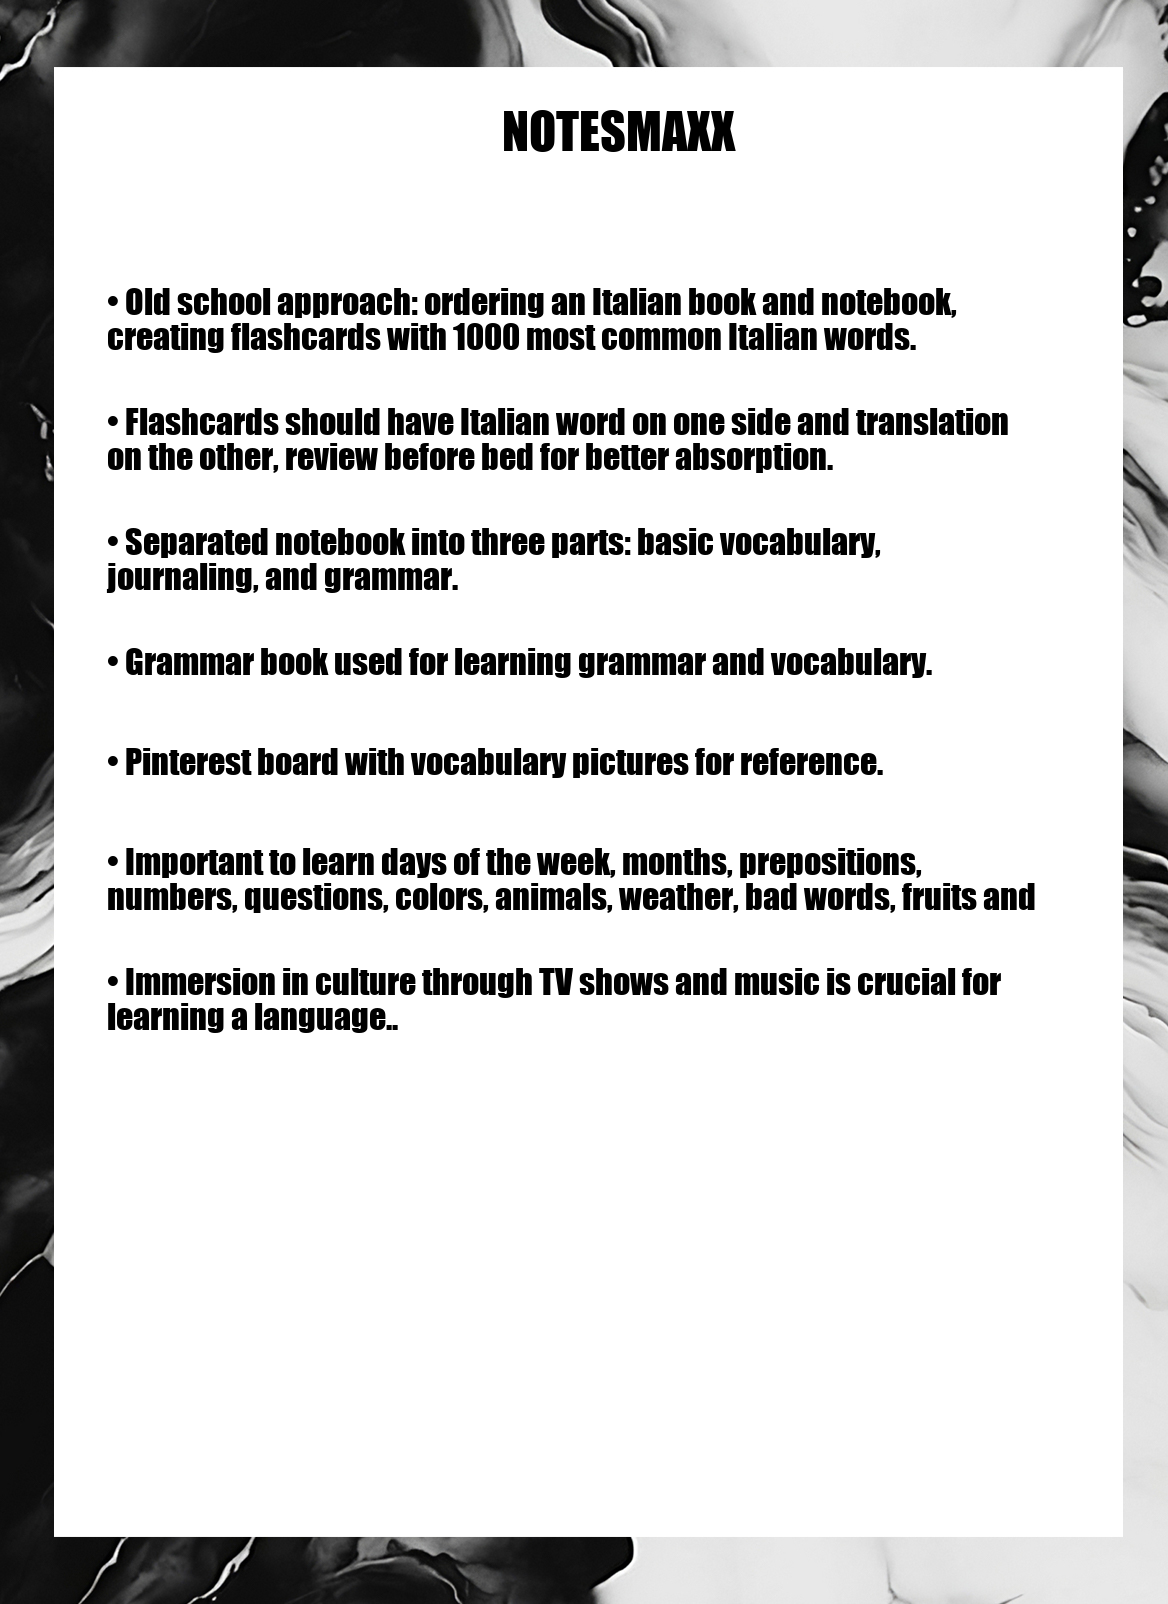 NOTESMAXX
• Old school approach: ordering an Italian book and notebook,
creating flashcards with 1000 most common Italian words.
• Flashcards should have Italian word on one side and translation
on the other, review before bed for better absorption.
• Separated notebook into three parts: basic vocabulary,
journaling, and grammar.
• Grammar book used for learning grammar and vocabulary.
• Pinterest board with vocabulary pictures for reference.
• Important to learn days of the week, months, prepositions,
numbers, questions, colors, animals, weather, bad words, fruits and
• Immersion in culture through TV shows and music is crucial for
learning a language..